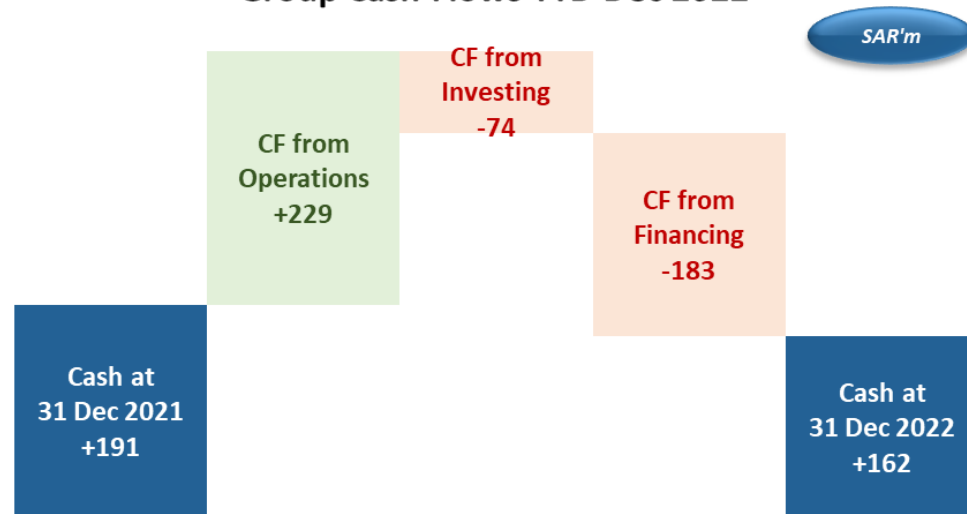 SAR'm
CF from
Investing
-74
CF from
Operations
+229
CF from
Financing
-183
Cash at
31 Dec 2021
+191
Cash at
31 Dec 2022
+162